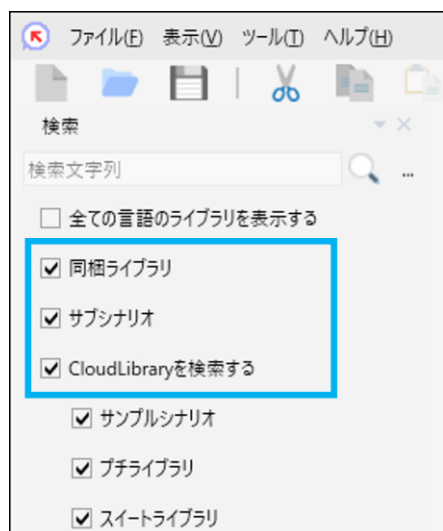 ファイル(F) 表示(V) ツール(T) ヘルプ(H)
検索
検索文字列
...
全ての言語のライブラリを表示する
同梱ライブラリ
サブシナリオ
CloudLibraryを検索する
サンプルシナリオ
プチライブラリ
スイートライブラリ